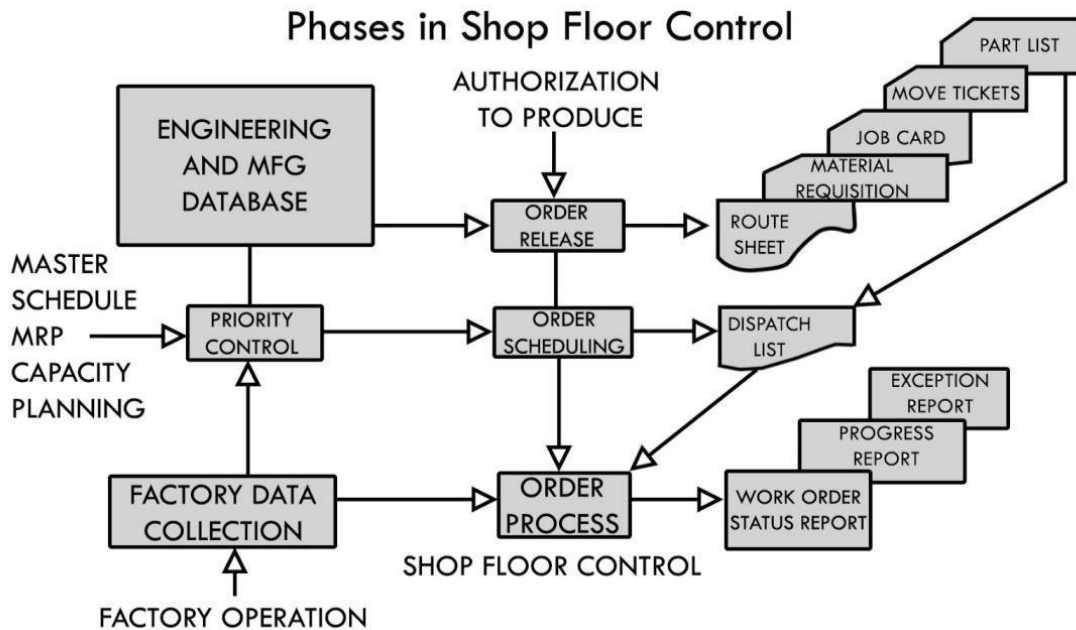 Phases in Shop Floor Control
PART LIST
MOVE TICKETS
JOB CARD
MATERIAL
REQUISITION
ROUTE
SHEET
AUTHORIZATION
TO PRODUCE
ENGINEERING
AND MFG
DATABASE
ORDER
RELEASE
MASTER
SCHEDULE
MRP
CAPACITY
PLANNING
PRIORITY
CONTROL
ORDER
SCHEDULING
DISPATCH
LIST
EXCEPTION
REPORT
PROGRESS
REPORT
WORK ORDER
STATUS REPORT
FACTORY DATA
COLLECTION
ORDER
PROCESS
SHOP FLOOR CONTROL
FACTORY OPERATION